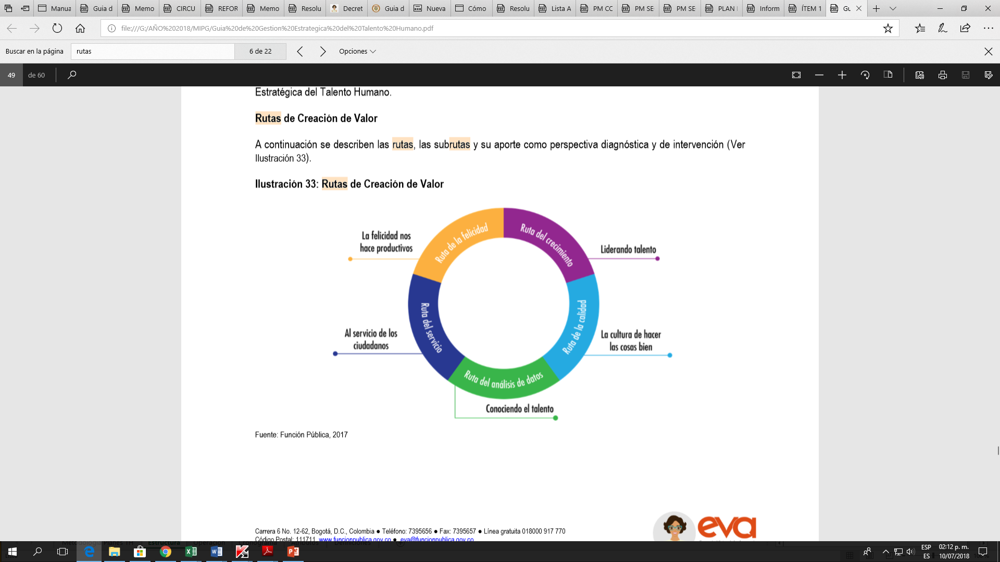 Manua
Guia d
Memo
CIRCU
REFOR
Memo
Resolu
Decret
Guia d
Nueva
Cómo
Resolu
Lista A
PM CC
PM SE
PM SE
PLAN
Inform
ÍTEM 1
Gu
file:///G:/AÑO%202018/MIPG/Guia%20de%20Gestion%20Estrategica%20del%20Talento%20Humano.pdf
Buscar en la página
rutas
6 de 22
Opciones
49
de 60
Estratégica del Talento Humano.
Rutas de Creación de Valor
A continuación se describen las rutas, las subrutas y su aporte como perspectiva diagnóstica y de intervención (Ver
Ilustración 33).
Ilustración 33: Rutas de Creación de Valor
La felicidad nos
hace productivos
Ruta de la felicidad
Ruta del crecimiento
Liderando talento
Al servicio de los
ciudadanos
Ruta del servicio
Ruta de la calidad
La cultura de hacer
las cosas bien
Ruta del análisis de datos
Conociendo el talento
Fuente: Función Pública, 2017
Carrera 6 No. 12-62, Bogotá, D.C., Colombia ● Teléfono: 7395656 ● Fax: 7395657 ● Línea gratuita 018000 917 770
Código Postal: 111711. www.funcionpublica.gov.co ● eva@funcionpublica.gov.co
eva
ESP
ES
02:12 p. m.
10/07/2018